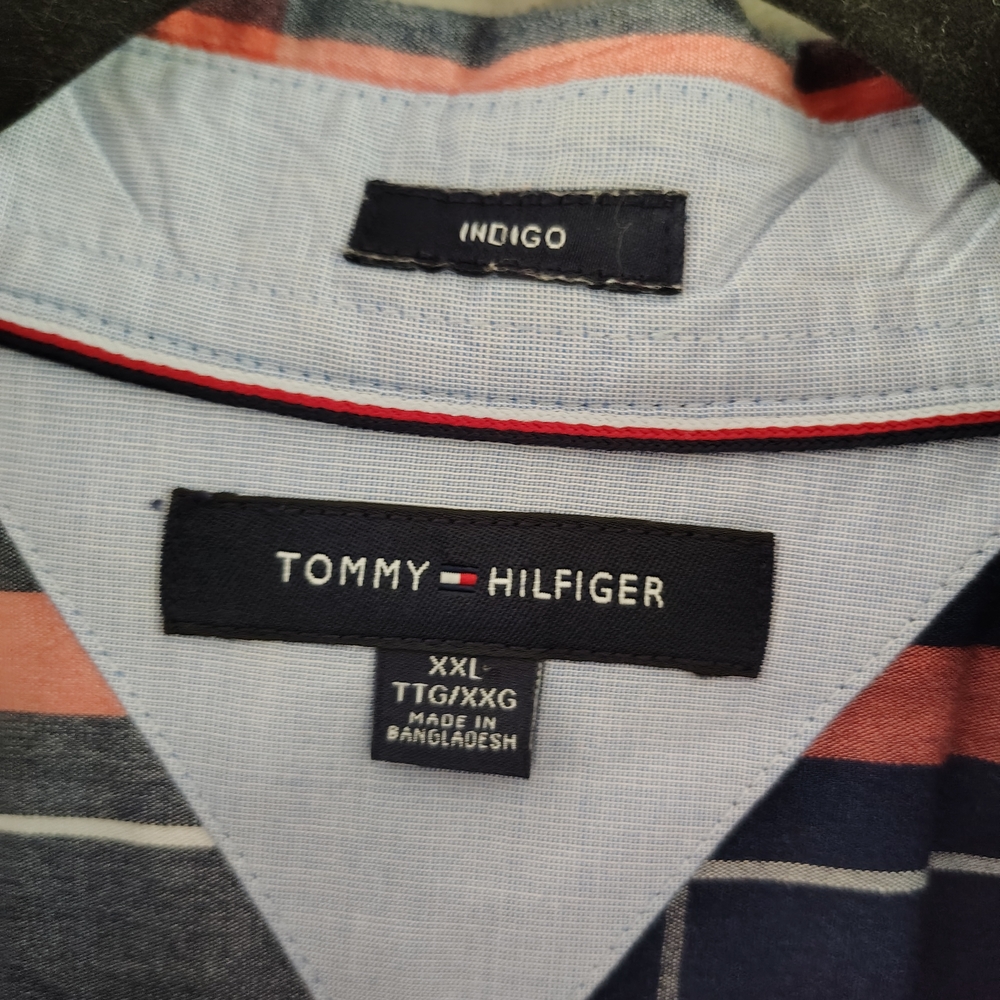 INDIGO
TOMMY HILFIGER
XXL
TTG/XXG
MADE IN
BANGLADESH